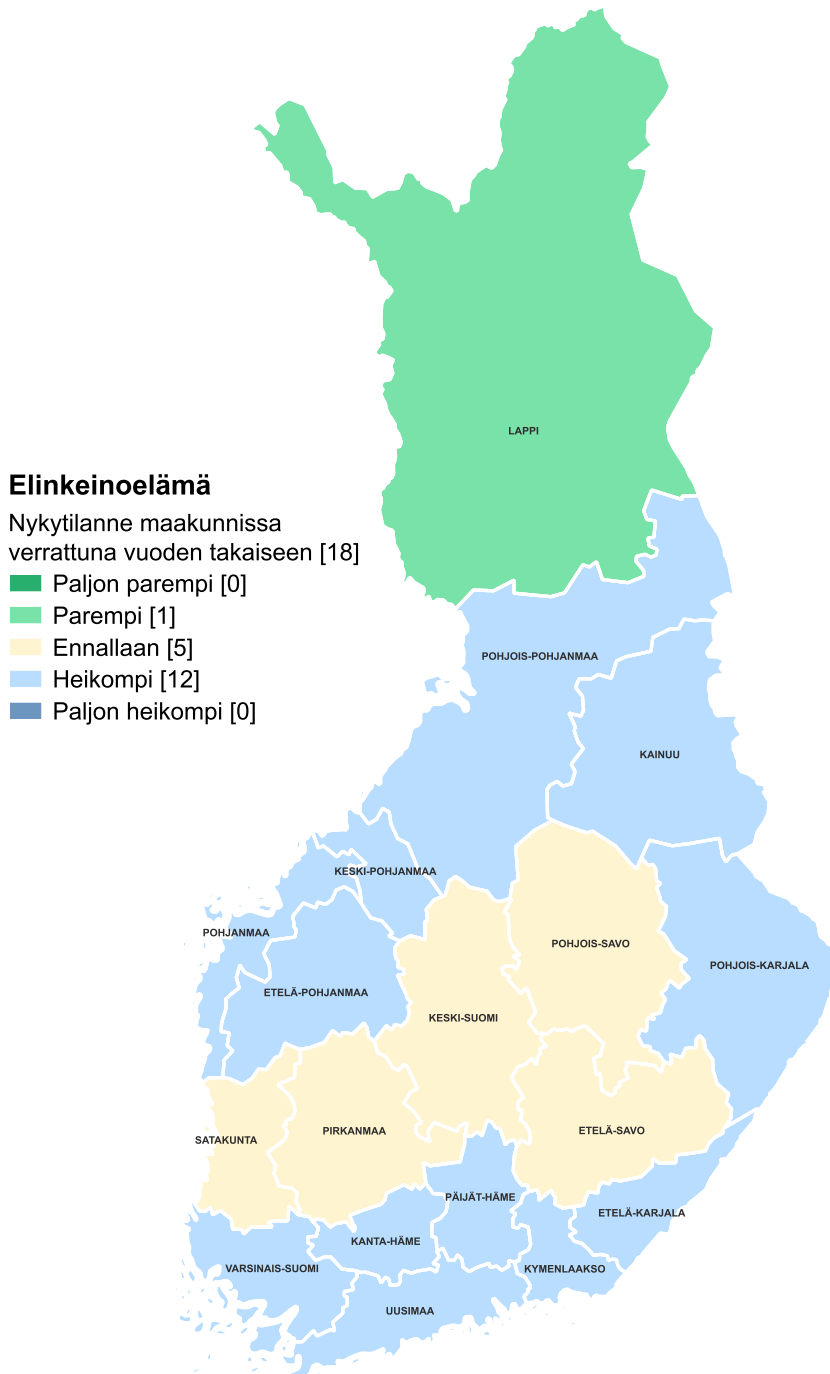 LAPPI
Elinkeinoelämä
Nykytilanne maakunnissa
verrattuna vuoden takaiseen [18]
Paljon parempi [0]
Parempi [1]
Ennallaan [5]
Heikompi [12]
Paljon heikompi [0]
POHJOIS-POHJANMAA
KAINUU
KESKI-POHJANMAA
POHJANMAA
POHJOIS-SAVO
POHJOIS-KARJALA
ETELÄ-POHJANMAA
KESKI-SUOMI
SATAKUNTA
PIRKANMAA
ETELÄ-SAVO
PÄIJÄT-HÄME
ETELÄ-KARJALA
KANTA-HÄME
VARSINAIS-SUOMI
KYMENLAAKSO
UUSIMAA